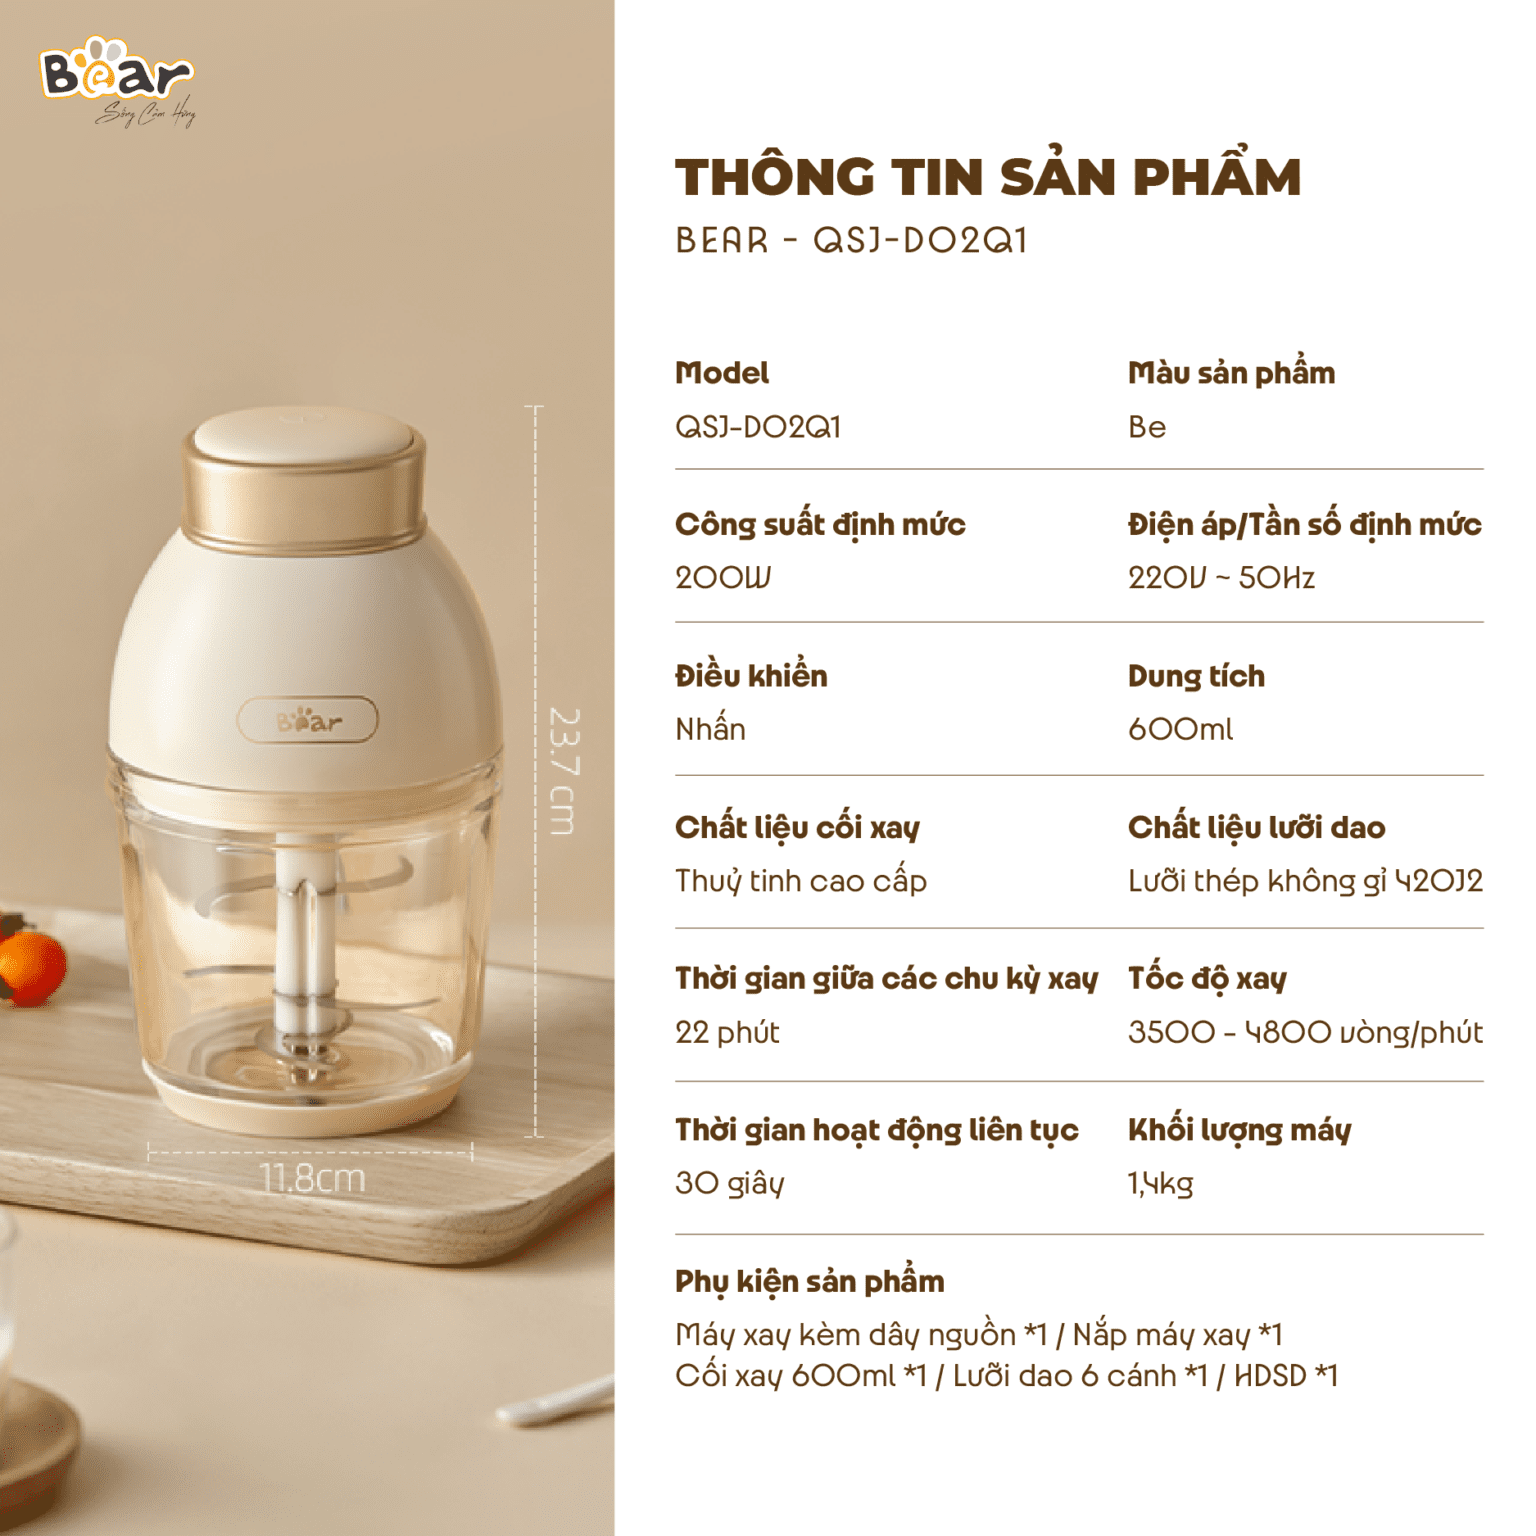 Bear
Sống Cảm Hứng
THÔNG TIN SẢN PHẨM
BEAR - QSJ-D02Q1
Model
QSJ-D02Q1
Màu sản phẩm
Be
Công suất định mức
200W
Điện áp/Tần số định mức
220V ~ 50Hz
Điều khiển
Nhấn
Dung tích
600ml
Chất liệu cối xay
Thuỷ tinh cao cấp
Chất liệu lưỡi dao
Lưỡi thép không gỉ 420J2
Thời gian giữa các chu kỳ xay
22 phút
Tốc độ xay
3500 - 4800 vòng/phút
Thời gian hoạt động liên tục
30 giây
Khối lượng máy
1,4kg
Phụ kiện sản phẩm
Máy xay kèm dây nguồn *1 / Nắp máy xay *1
Cối xay 600ml *1 / Lưỡi dao 6 cánh *1 / HDSD *1
Bear
23.7 cm
11.8cm